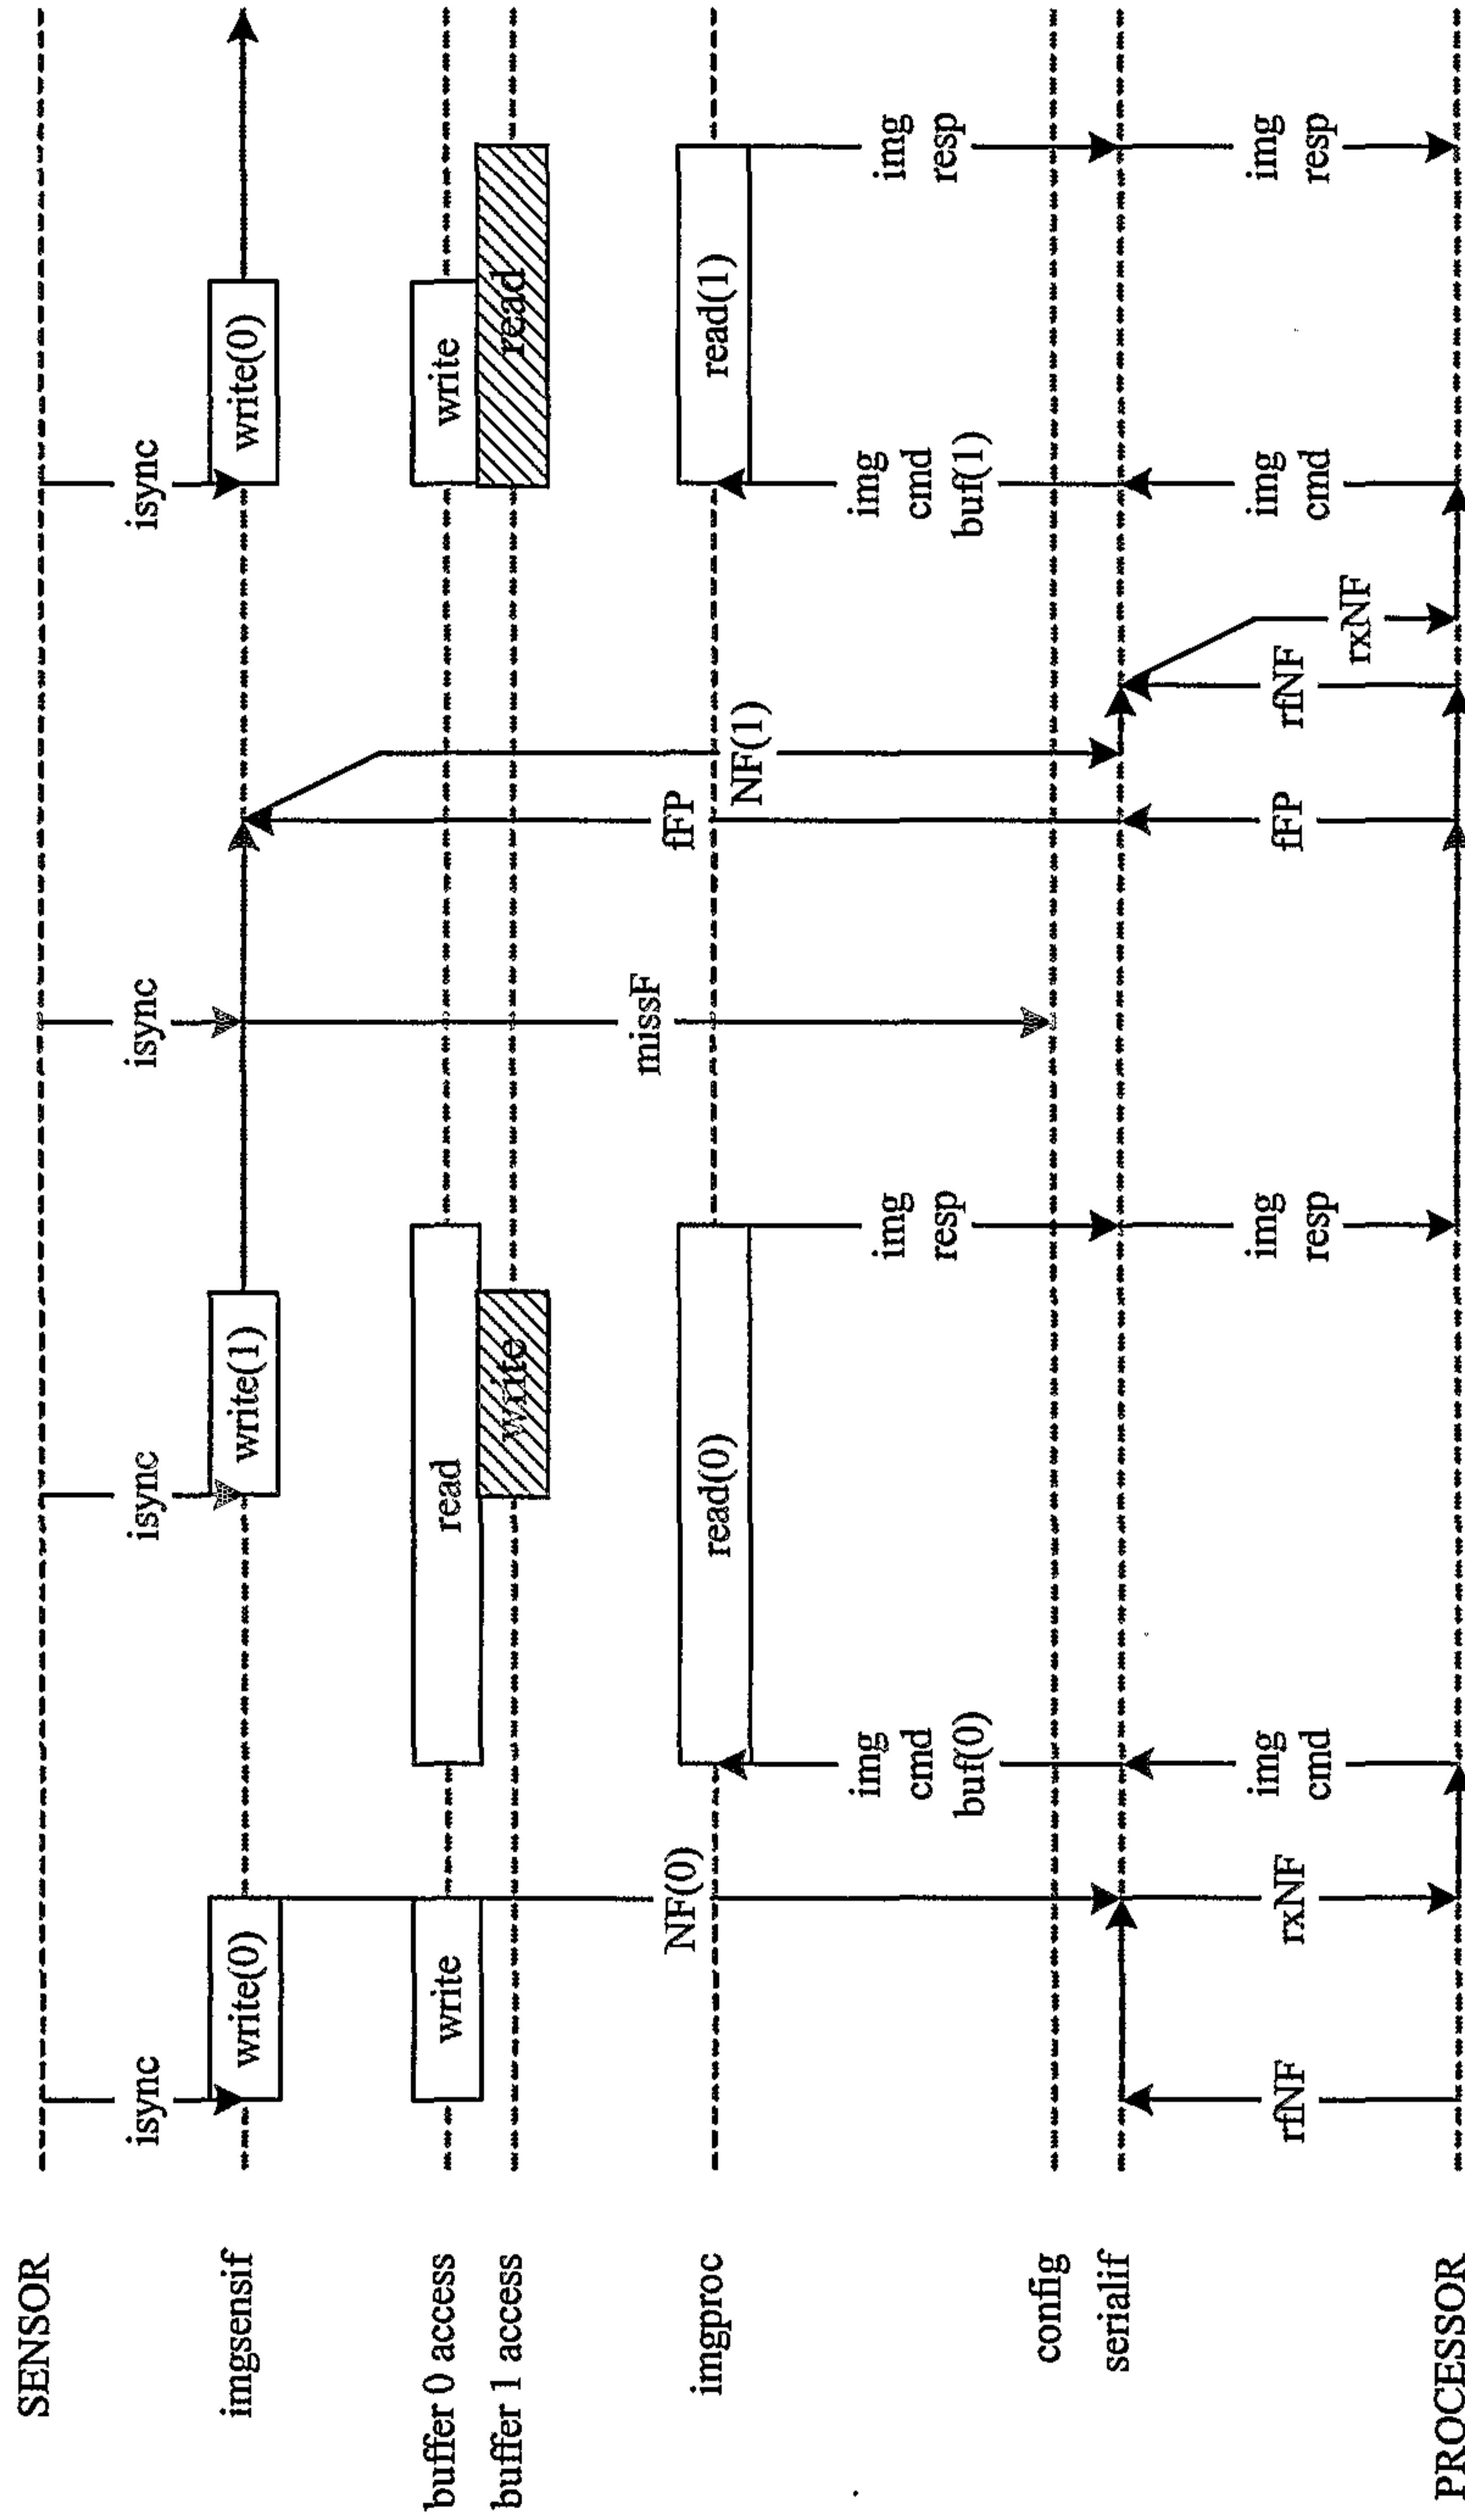 SENSOR
isync
isync
isync
isync
imgsensif
write(0)
write(1)
write(0)
buffer 0 access
write
read
write
buffer 1 access
write
read
NF(0)
missF
fFP
NF(1)
imgproc
read(0)
read(1)
img
cmd
buf(0)
img
resp
img
cmd
buf(1)
img
resp
config
serialif
rfNF
rxNF
img
cmd
img
resp
fFP
rfNF
rxNF
img
cmd
img
resp
PROCESSOR